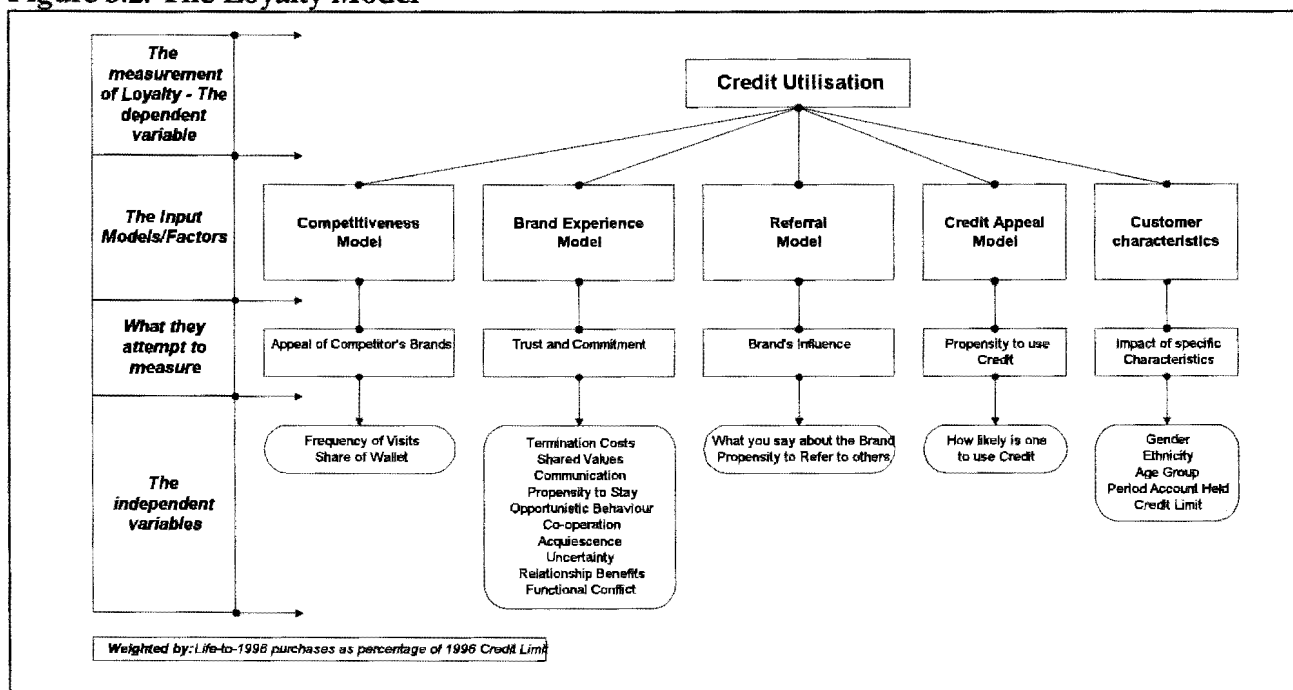 Figure 5.2: The Loyalty Model
The
measurement
of Loyalty - The
dependent
variable
Credit Utilisation
The Input
Models/Factors
Competitiveness
Model
Brand Experience
Model
Referral
Model
Credit Appeal
Model
Customer
characteristics
What they
attempt to
measure
Appeal of Competitor's Brands
Trust and Commitment
Brand's Influence
Propensity to use
Credit
Impact of specific
Characteristics
The
independent
variables
Frequency of Visits
Share of Wallet
Termination Costs
Shared Values
Communication
Propensity to Stay
Opportunistic Behaviour
Co-operation
Acquiescence
Uncertainty
Relationship Benefits
Functional Conflict
What you say about the Brand
Propensity to Refer to others
How likely is one
to use Credit
Gender
Ethnicity
Age Group
Period Account Held
Credit Limit
Weighted by: Life-to-1996 purchases as percentage of 1996 Credit Limit